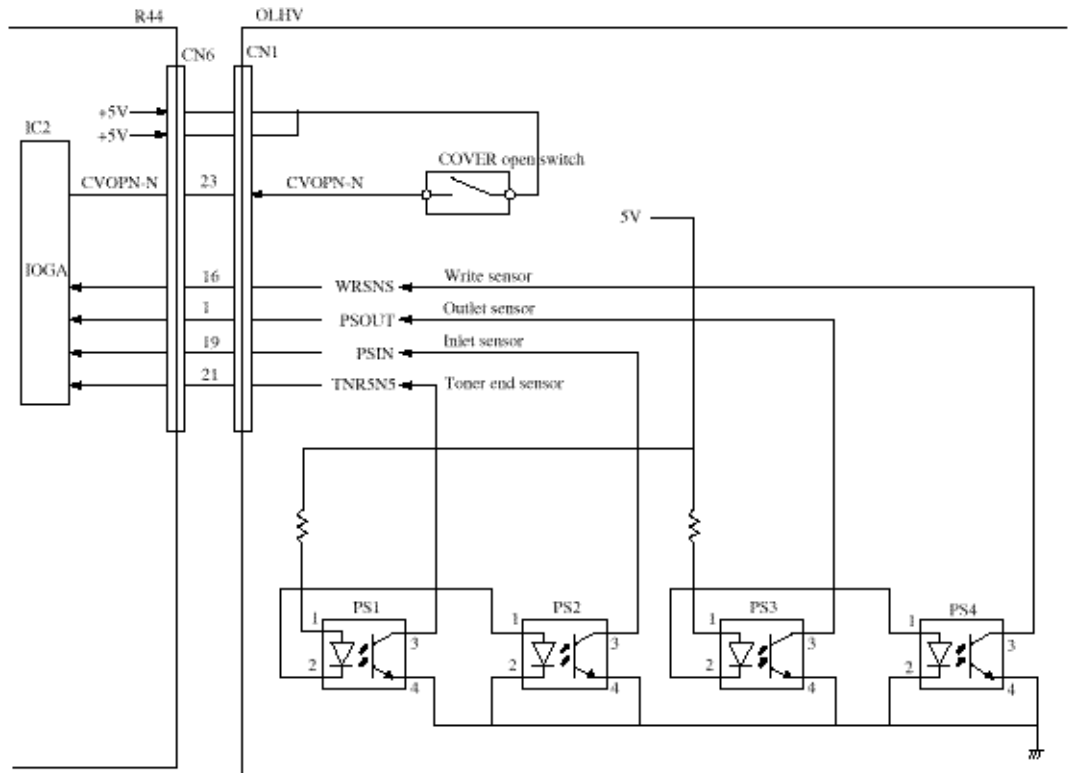 R44
OLHV
CN6
CN1
+5V
+5V
IC2
COVER open switch
CVOPN-N
23
CVOPN-N
5V
IOGA
16
WRSNS
Write sensor
1
PSOUT
Outlet sensor
19
PSIN
Inlet sensor
21
TNR5N5
Toner end sensor
PS1
PS2
PS3
PS4
1
3
2
4
1
3
2
4
1
3
2
4
1
3
2
4